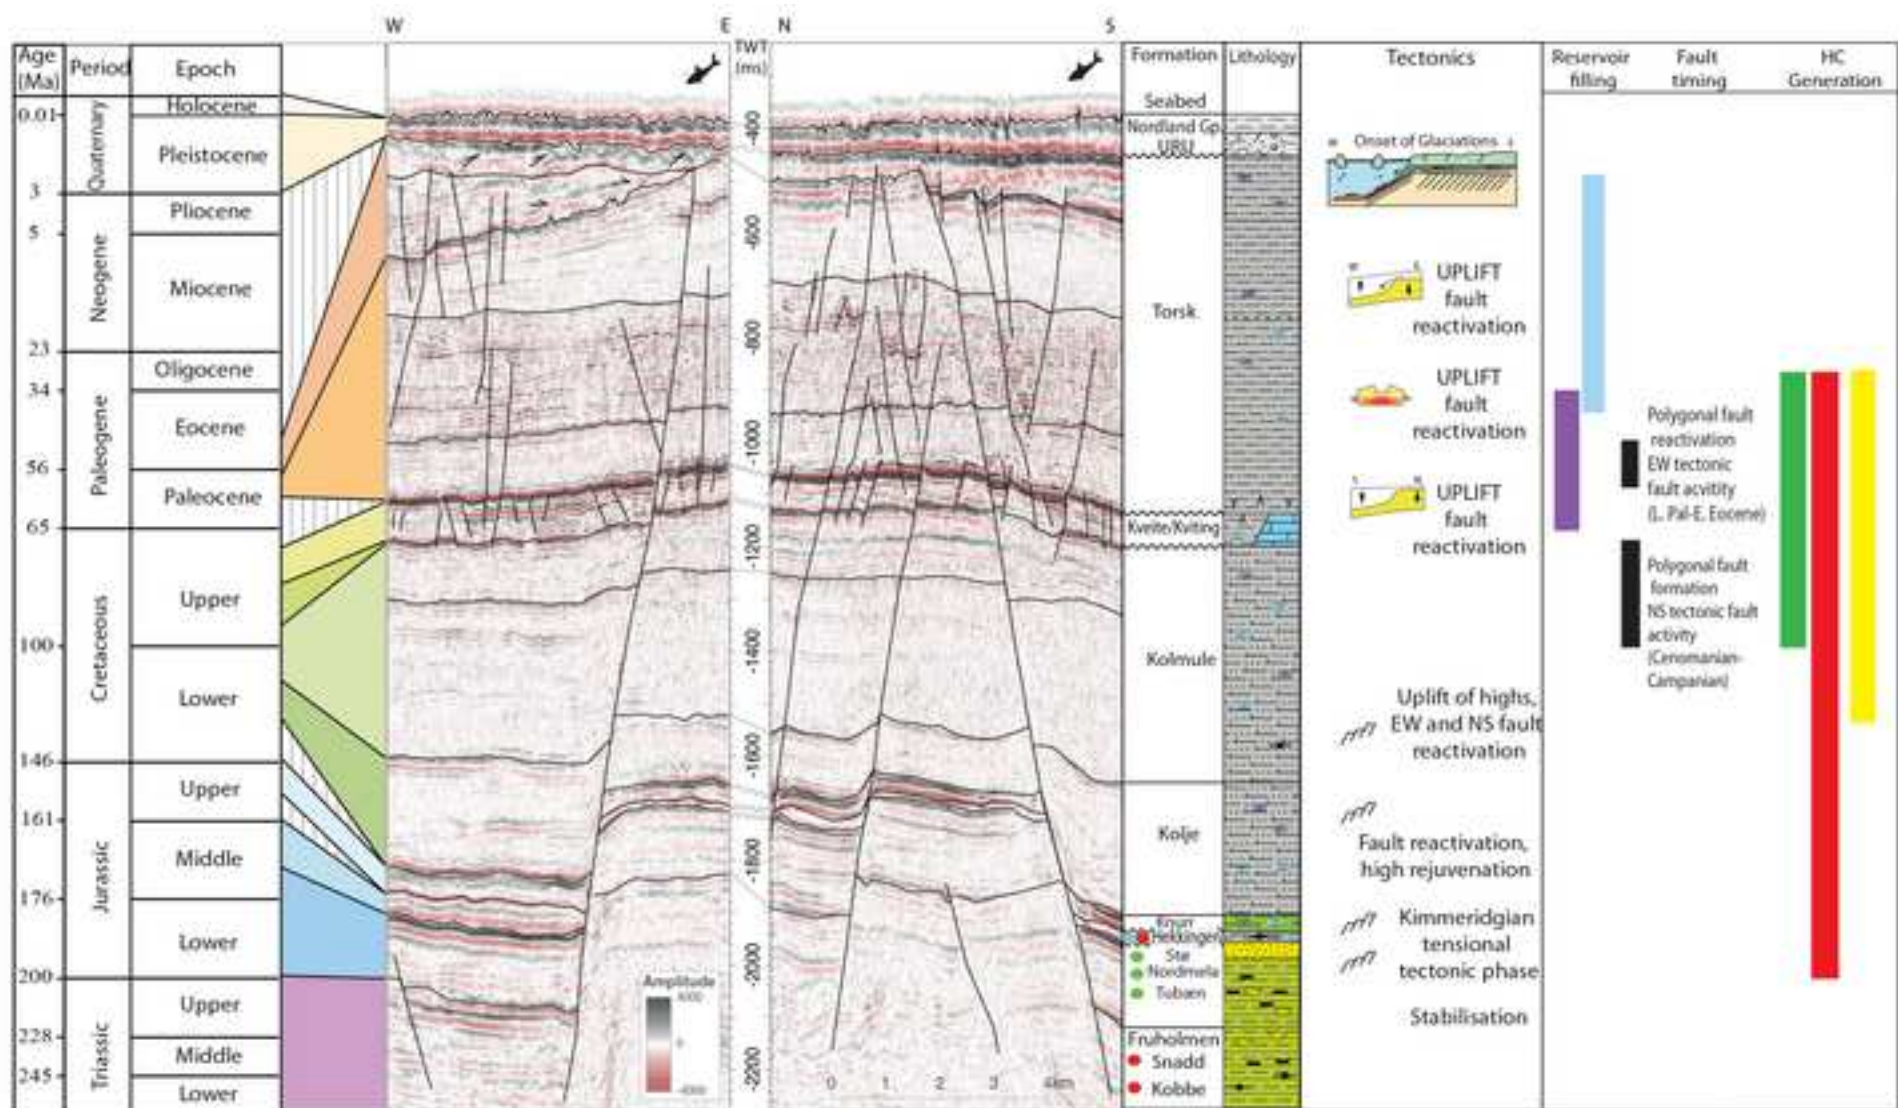 W E N S
Age (Ma)
Period
Epoch
TWT (ms)
Formation
Lithology
Tectonics
Reservoir filling
Fault timing
HC Generation
0.01
3
5
23
34
56
65
100
146
161
176
200
228
245
Quaternary
Neogene
Paleogene
Cretaceous
Jurassic
Triassic
Holocene
Pleistocene
Pliocene
Miocene
Oligocene
Eocene
Paleocene
Upper
Lower
Upper
Middle
Lower
Upper
Middle
Lower
Amplitude
-400
-600
-800
-1000
-1200
-1400
-1600
-1800
-2000
-2200
0 1 2 3 4km
Seabed
Nordland Gp.
URU
Torsk
Kveite/Kviting
Kolmule
Kolje
Knurr
Hekkingen
Stø
Nordmela
Tubæn
Fruholmen
Snadd
Kobbe
Onset of Glaciations
UPLIFT
fault
reactivation
UPLIFT
fault
reactivation
UPLIFT
fault
reactivation
Uplift of highs,
EW and NS fault
reactivation
Fault reactivation,
high rejuvenation
Kimmeridgian
tensional
tectonic phase
Stabilisation
Polygonal fault
reactivation
EW tectonic
fault acvitity
(L. Pal-E. Eocene)
Polygonal fault
formation
NS tectonic fault
activity
(Cenomanian-
Campanian)